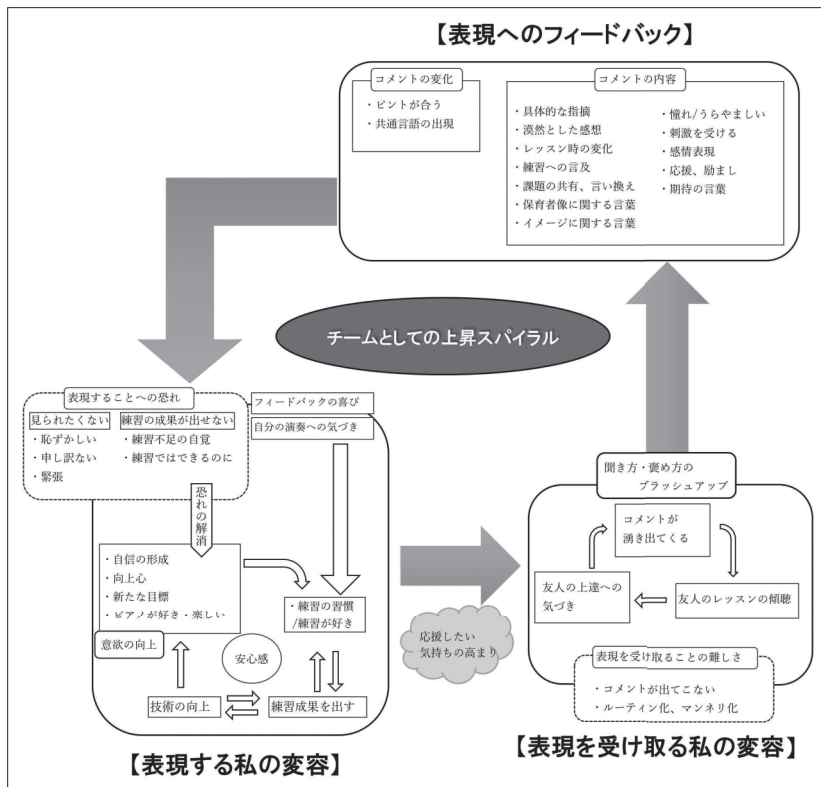 【表現へのフィードバック】
コメントの変化
・ピントが合う
・共通言語の出現
コメントの内容
・具体的な指摘
・漠然とした感想
・レッスン時の変化
・練習への言及
・課題の共有、言い換え
・保育者像に関する言葉
・イメージに関する言葉
・憧れ/うらやましい
・刺激を受ける
・感情表現
・応援、励まし
・期待の言葉
チームとしての上昇スパイラル
表現することへの恐れ
見られたくない
・恥ずかしい
・申し訳ない
・緊張
練習の成果が出せない
・練習不足の自覚
・練習ではできるのに
フィードバックの喜び
自分の演奏への気づき
恐れの解消
・自信の形成
・向上心
・新たな目標
・ピアノが好き・楽しい
意欲の向上
・練習の習慣
/練習が好き
安心感
技術の向上
練習成果を出す
【表現する私の変容】
応援したい
気持ちの高まり
聞き方・褒め方の
ブラッシュアップ
コメントが
湧き出てくる
友人の上達への
気づき
友人のレッスンの傾聴
表現を受け取ることの難しさ
・コメントが出てこない
・ルーティン化、マンネリ化
【表現を受け取る私の変容】